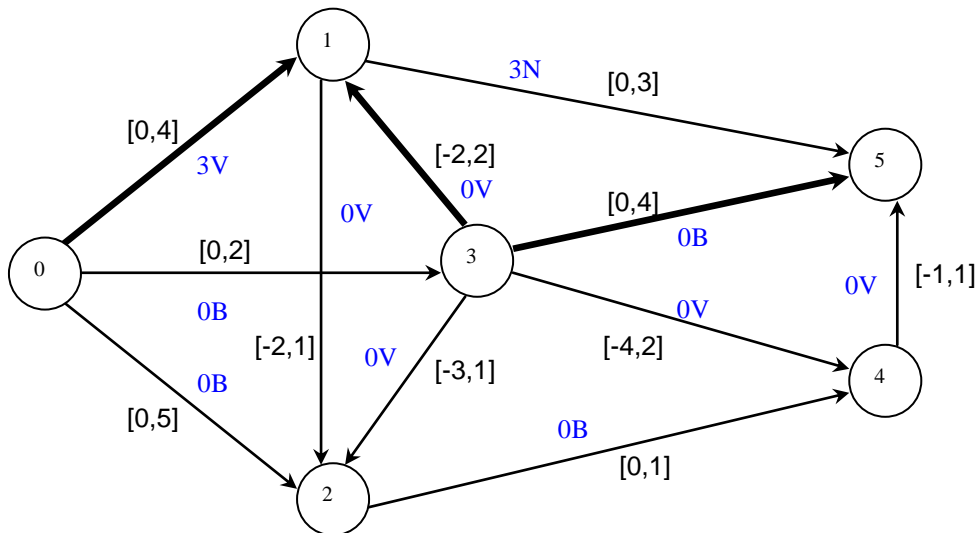 1
3N
[0,3]
[0,4]
3V
[-2,2]
0V
5
0V
[0,4]
0B
[0,2]
3
0
0V
[-1,1]
0B
0V
[-2,1]
0V
[-4,2]
[-3,1]
4
0B
[0,5]
0B
[0,1]
2